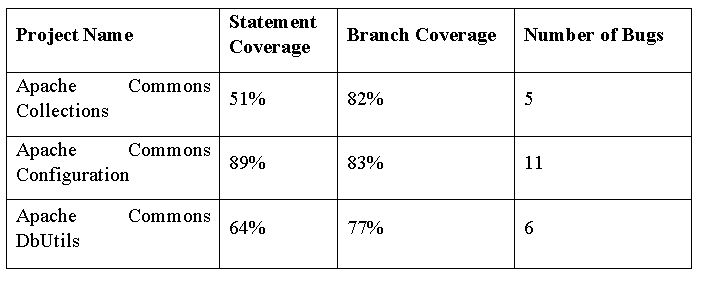 Project Name
Statement
Coverage
Branch Coverage
Number of Bugs
Apache Commons
Collections
51%
82%
5
Apache Commons
Configuration
89%
83%
11
Apache Commons
DbUtils
64%
77%
6